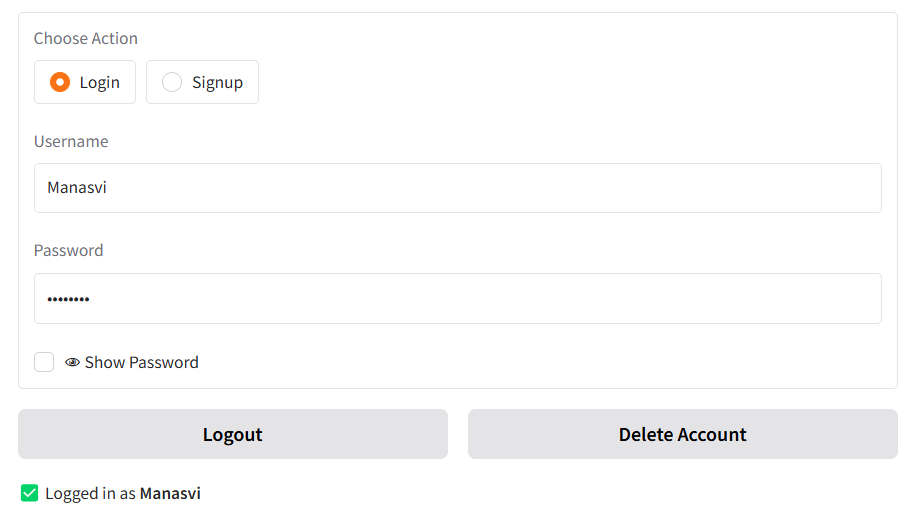 Choose Action
Login Signup
Username
Manasvi
Password
••••••••
Show Password
Logout Delete Account
Logged in as Manasvi